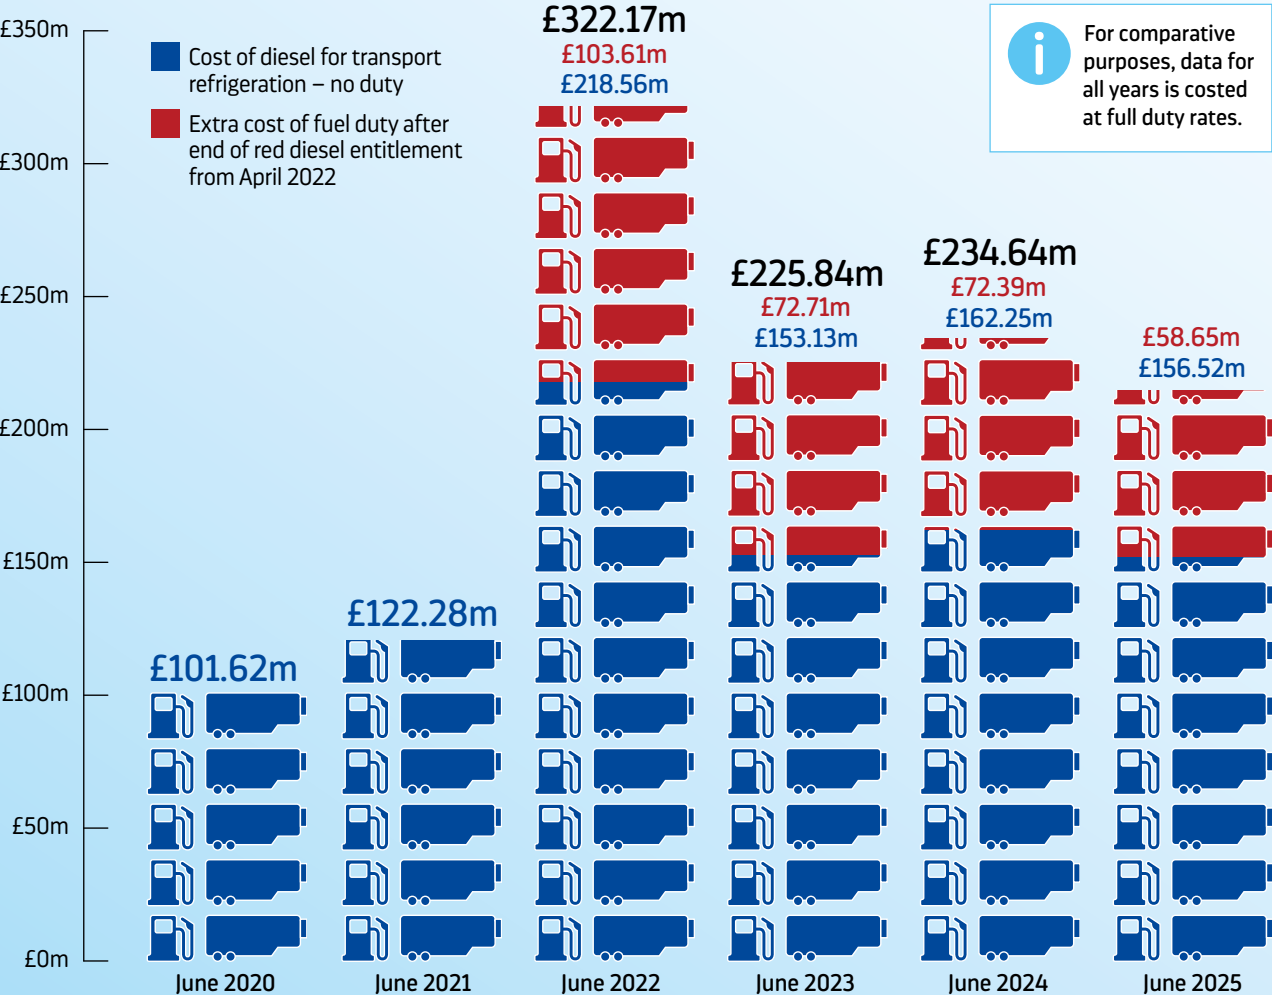 £350m
£300m
£250m
£200m
£150m
£100m
£50m
£0m
Cost of diesel for transport
refrigeration – no duty
Extra cost of fuel duty after
end of red diesel entitlement
from April 2022
For comparative
purposes, data for
all years is costed
at full duty rates.
£101.62m
£122.28m
£322.17m
£103.61m
£218.56m
£225.84m
£72.71m
£153.13m
£234.64m
£72.39m
£162.25m
£58.65m
£156.52m
June 2020
June 2021
June 2022
June 2023
June 2024
June 2025